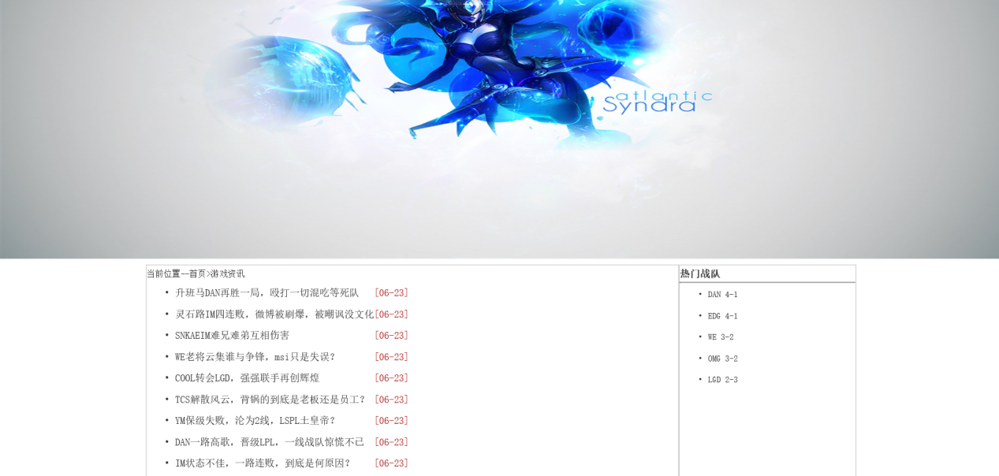 atlantic
Syndra
当前位置--首页>游戏资讯
• 升班马DAN再胜一局，殴打一切混吃等死队 [06-23]
• 灵石路IM四连败，微博被刷爆，被嘲讽没文化[06-23]
• SNKAEIM难兄难弟互相伤害 [06-23]
• WE老将云集谁与争锋，msi只是失误？ [06-23]
• COOL转会LGD，强强联手再创辉煌 [06-23]
• TCS解散风云，背锅的到底是老板还是员工？ [06-23]
• YM保级失败，沦为2线，LSPL土皇帝？ [06-23]
• DAN一路高歌，晋级LPL，一线战队惊慌不已 [06-23]
• IM状态不佳，一路连败，到底是何原因？ [06-23]
热门战队
• DAN 4-1
• EDG 4-1
• WE 3-2
• OMG 3-2
• LGD 2-3